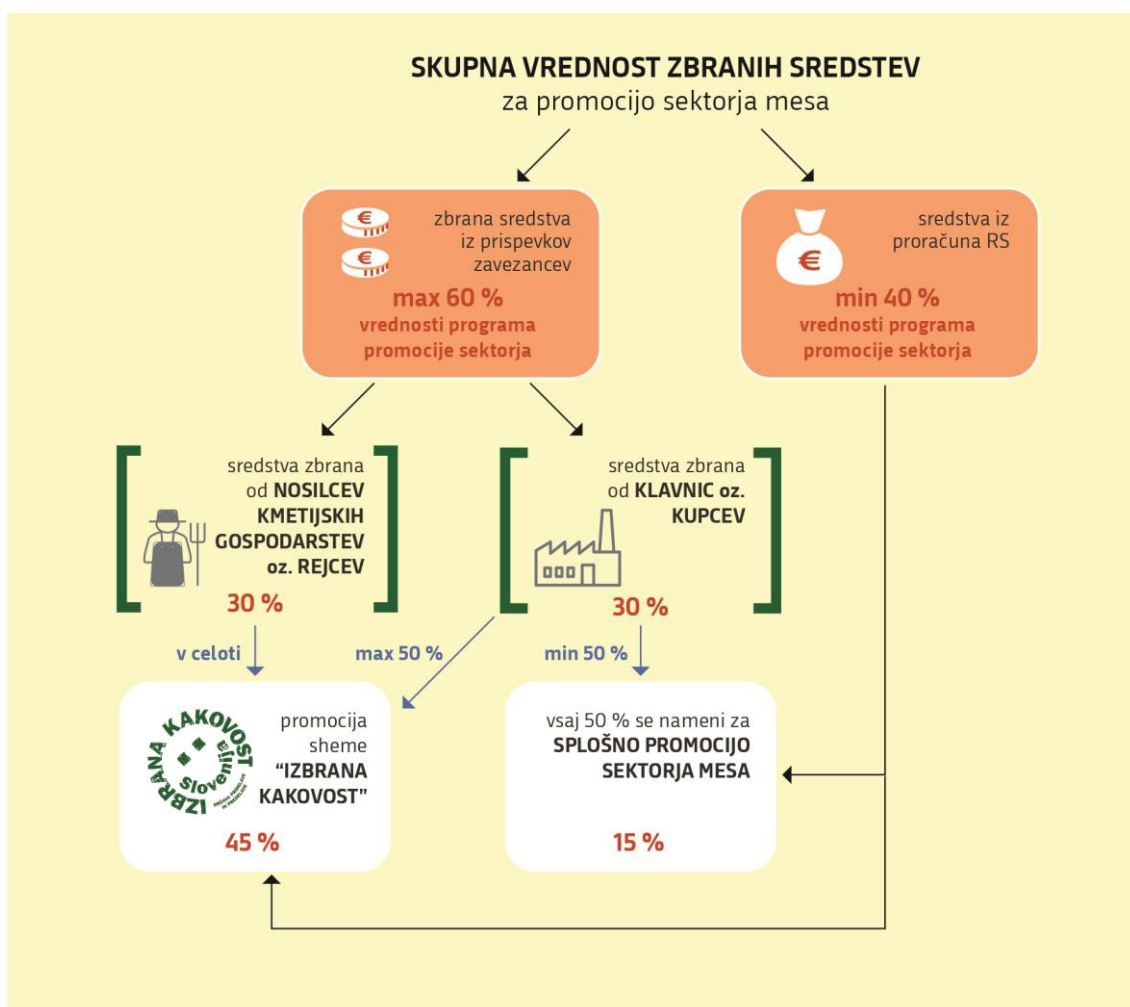 SKUPNA VREDNOST ZBRANIH SREDSTEV
za promocijo sektorja mesa
€
€
zbrana sredstva
iz prispevkov
zavezancev
max 60 %
vrednosti programa
promocije sektorja
€
sredstva iz
proračuna RS
min 40 %
vrednosti programa
promocije sektorja
sredstva zbrana
od NOSILCEV
KMETIJSKIH
GOSPODARSTEV
oz. REJCEV
30 %
sredstva zbrana
od KLAVNIC oz.
KUPCEV
30 %
v celoti
max 50 %
min 50 %
IZBRANA KAKOVOST
Slovenija
promocija
sheme
“IZBRANA
KAKOVOST”
45 %
vsaj 50 % se nameni za
SPLOŠNO PROMOCIJO
SEKTORJA MESA
15 %